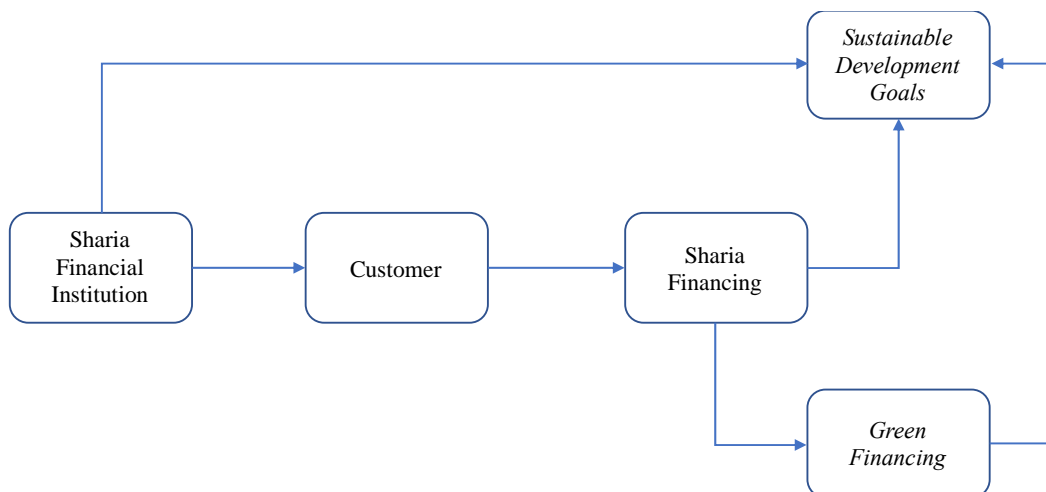 Sustainable
Development
Goals
Sharia
Financial
Institution
Customer
Sharia
Financing
Green
Financing